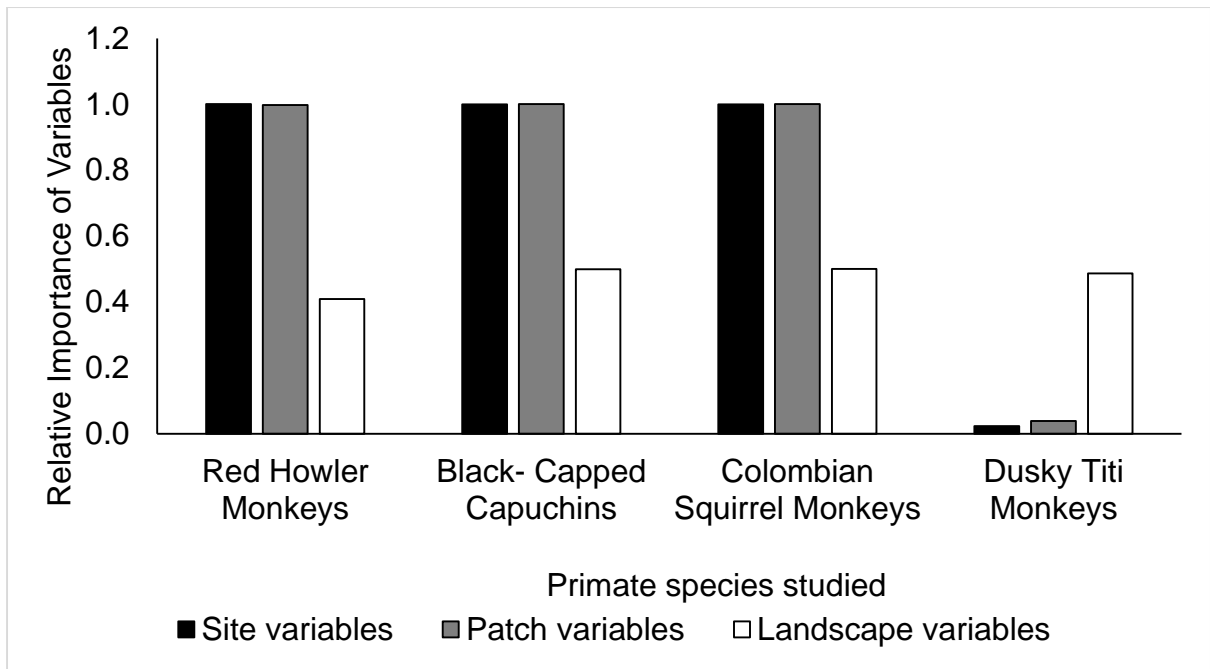 Relative Importance of Variables
1.2
1.0
0.8
0.6
0.4
0.2
0.0
Red Howler
Monkeys
Black- Capped
Capuchins
Colombian
Squirrel Monkeys
Dusky Titi
Monkeys
Primate species studied
Site variables
Patch variables
Landscape variables